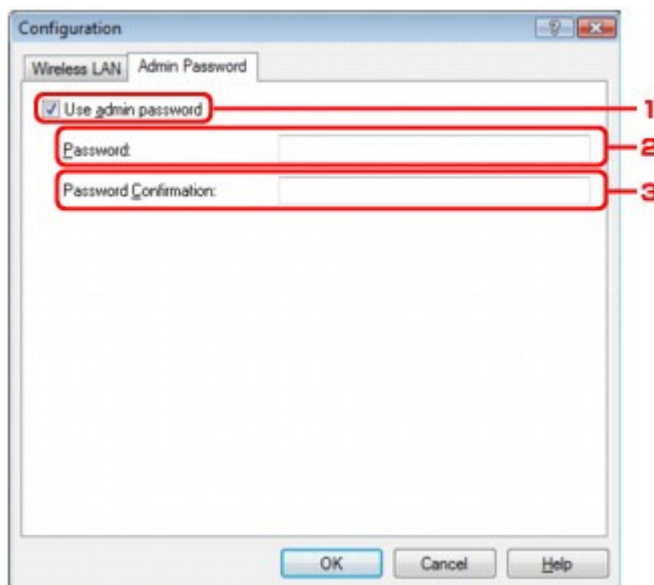 Configuration
Wireless LAN Admin Password
Use admin password 1
Password: 2
Password Confirmation: 3
OK Cancel Help